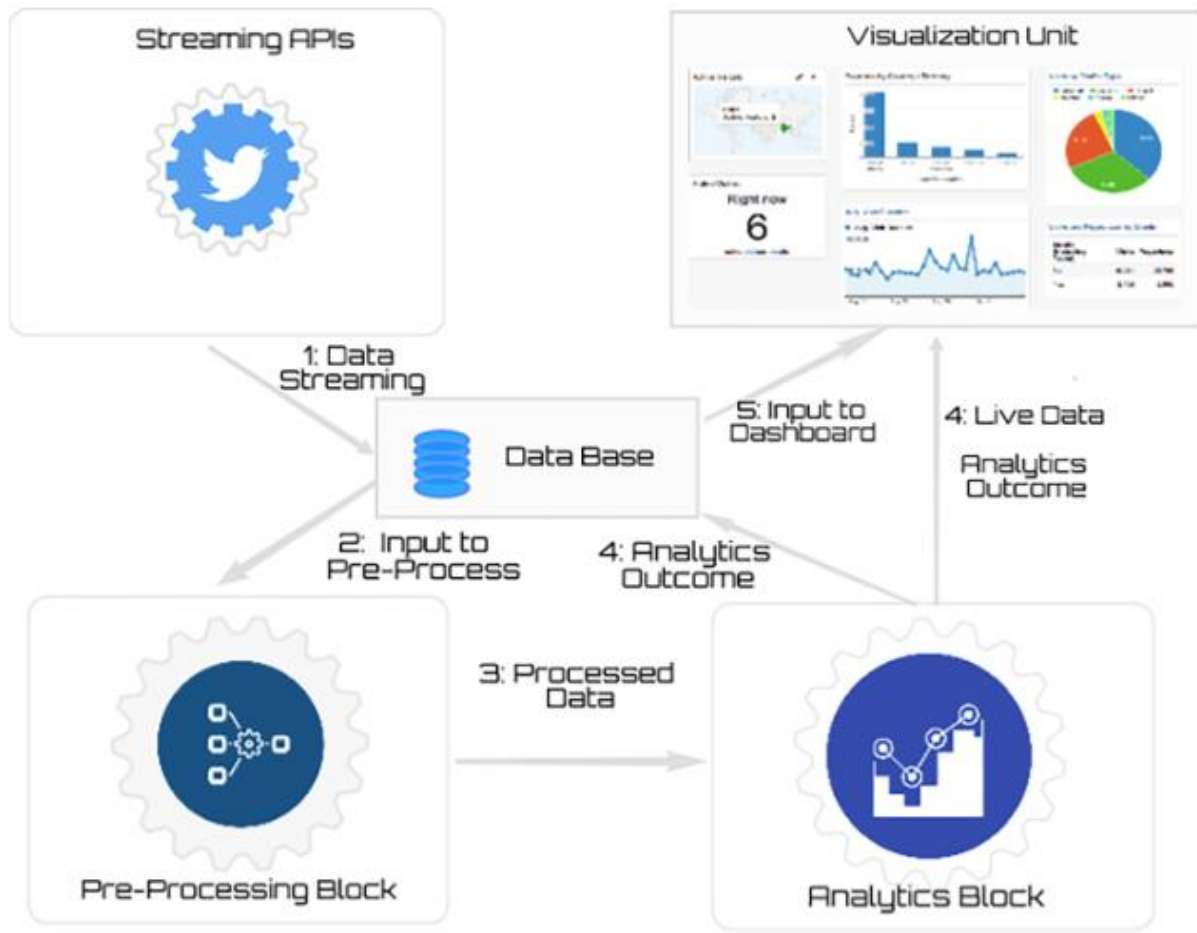 Streaming APIs
Visualization Unit
Right now
6
1: Data
Streaming
Data Base
5: Input to
Dashboard
4: Live Data
Analytics
Outcome
2: Input to
Pre-Process
4: Analytics
Outcome
3: Processed
Data
Pre-Processing Block
Analytics Block